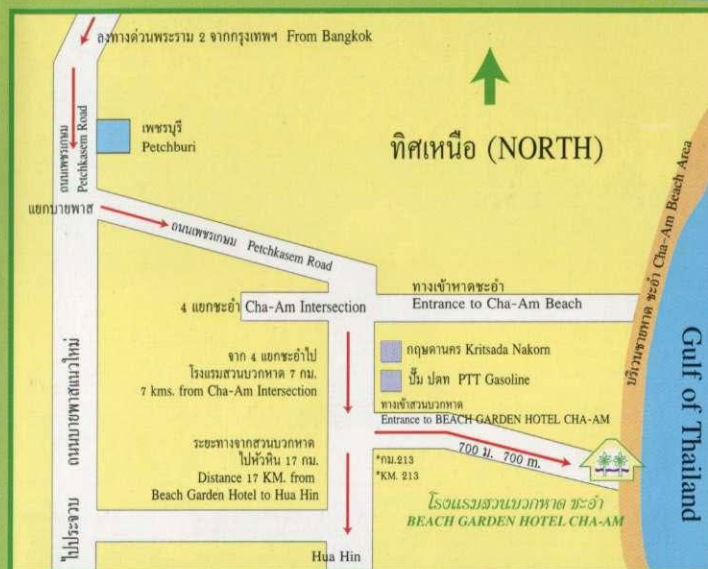 ลงทางด่วนพระราม 2 จากกรุงเทพฯ From Bangkok
ถนนเพชรเกษม
Petchkasem Road
เพชรบุรี
Petchburi
ทิศเหนือ (NORTH)
แยกบายพาส
ถนนเพชรเกษม Petchkasem Road
บริเวณชายหาด ชะอำ Cha-Am Beach Area
Gulf of Thailand
4 แยกชะอำ Cha-Am Intersection
ทางเข้าหาดชะอำ
Entrance to Cha-Am Beach
จาก 4 แยกชะอำไป
โรงแรมสวนบวกหาด 7 กม.
7 kms. from Cha-Am Intersection
กฤษดานคร Kritsada Nakorn
ปั๊ม ปตท PTT Gasoline
ทางเข้าสวนบวกหาด
Entrance to BEACH GARDEN HOTEL CHA-AM
700 ม. 700 m.
ระยะทางจากสวนบวกหาด
ไปหัวหิน 17 กม.
Distance 17 KM. from
Beach Garden Hotel to Hua Hin
*กม.213
*KM. 213
โรงแรมสวนบวกหาด ชะอำ
BEACH GARDEN HOTEL CHA-AM
ถนนบายพาสแนวใหม่
ไปประจวบ
Hua Hin